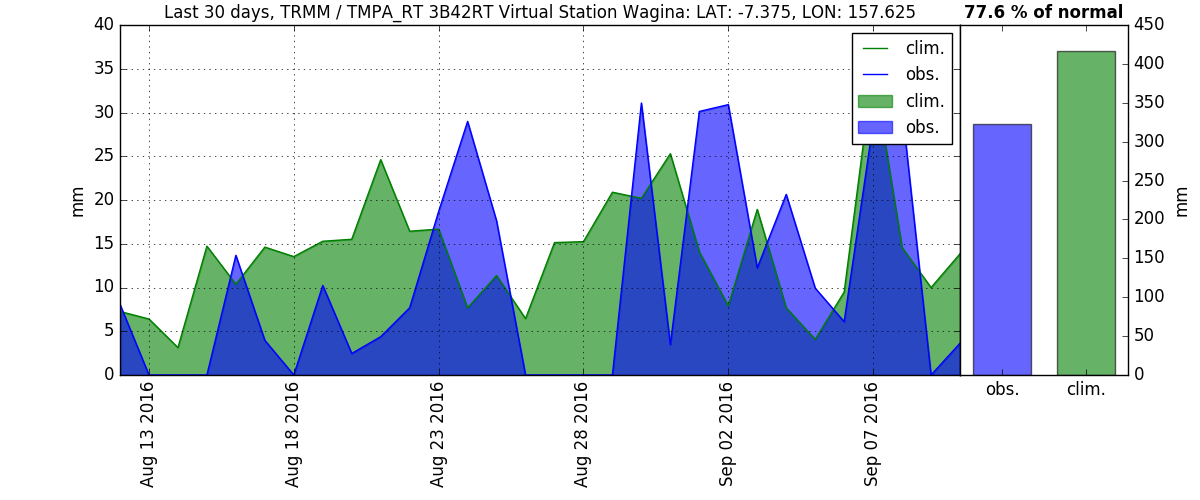 Last 30 days, TRMM / TMPA_RT 3B42RT Virtual Station Wagina: LAT: -7.375, LON: 157.625
77.6 % of normal
40
35
30
25
20
15
10
5
0
mm
clim.
obs.
clim.
obs.
Aug 13 2016
Aug 18 2016
Aug 23 2016
Aug 28 2016
Sep 02 2016
Sep 07 2016
450
400
350
300
250
200
150
100
50
0
mm
obs.
clim.